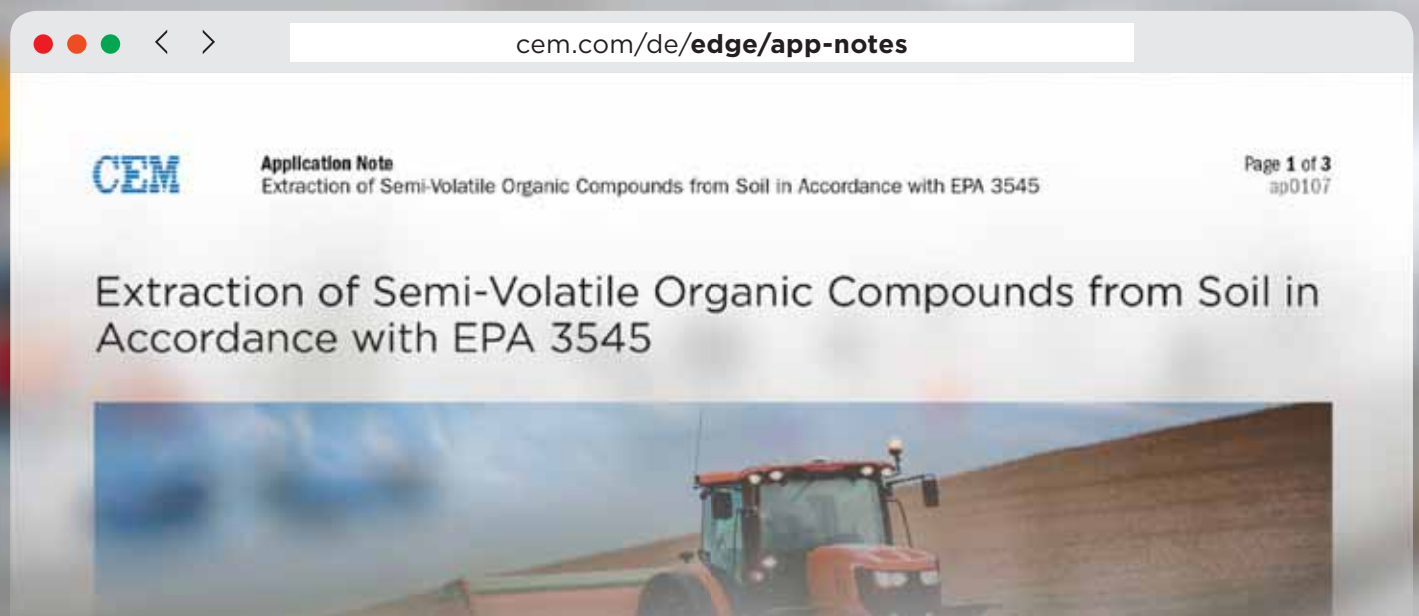 cem.com/de/edge/app-notes
CEM
Application Note
Extraction of Semi-Volatile Organic Compounds from Soil in Accordance with EPA 3545
Page 1 of 3
ap0107
Extraction of Semi-Volatile Organic Compounds from Soil in
Accordance with EPA 3545